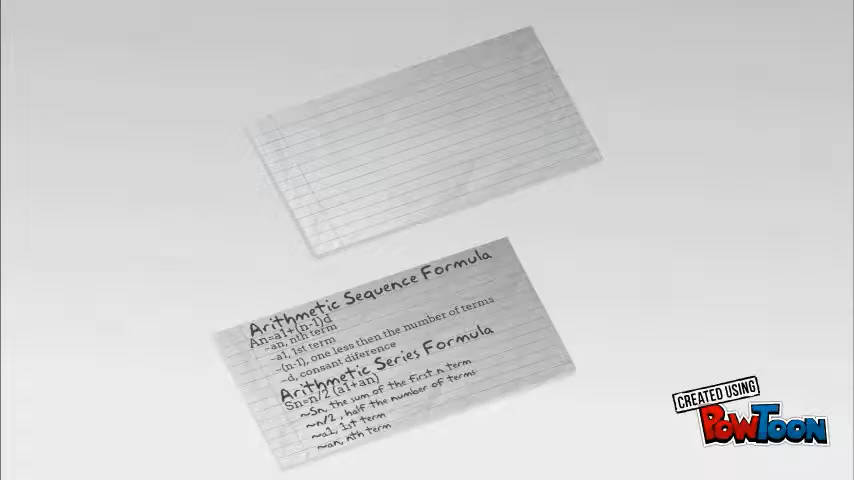 Arithmetic Sequence Formula
An=a1+(n-1)d
-an, nth term
-a1, 1st term
-(n-1), one less then the number of terms
-d, consant diference
Arithmetic Series Formula
Sn=n/2 (a1+an)
~Sn, the sum of the first n term
~n/2, half the number of terms
~a1, 1st term
~an, nth term
CREATED USING
POWTOON